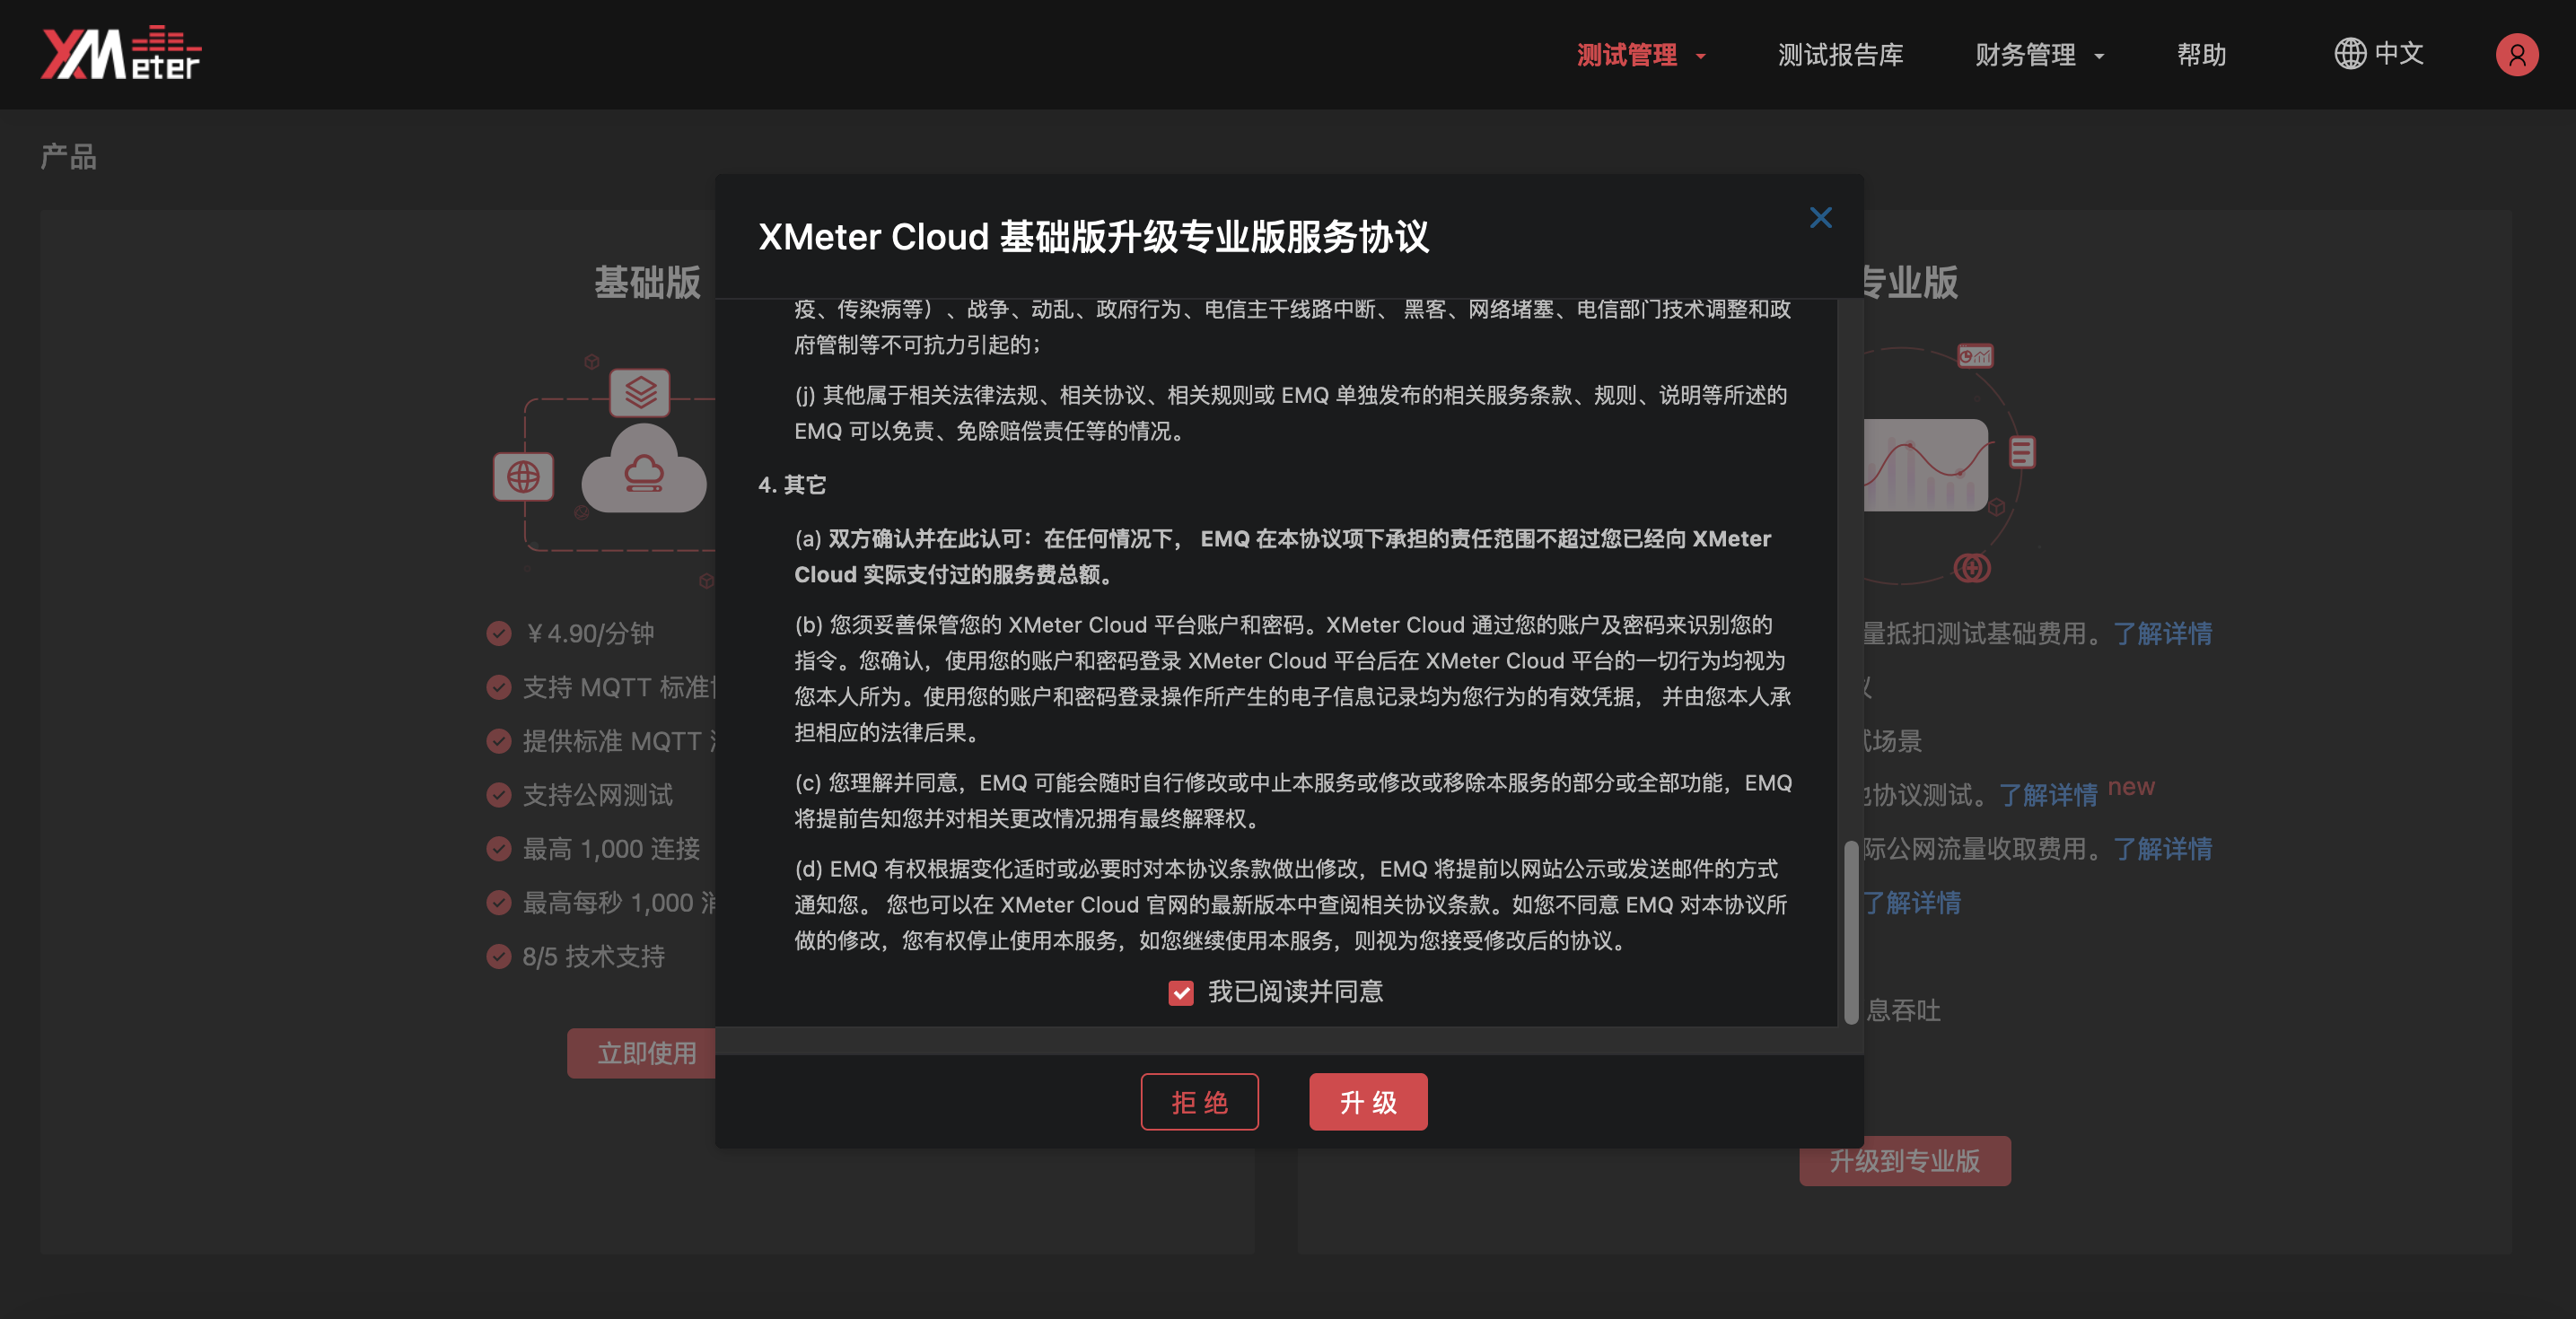 XMeter
测试管理
测试报告库
财务管理
帮助
中文
产品
基础版
￥4.90/分钟
支持 MQTT 标准
提供标准 MQTT
支持公网测试
最高 1,000 连接
最高每秒 1,000
8/5 技术支持
立即使用
XMeter Cloud 基础版升级专业版服务协议
疫、传染病等）、战争、动乱、政府行为、电信主干线路中断、 黑客、网络堵塞、电信部门技术调整和政
府管制等不可抗力引起的；
(j) 其他属于相关法律法规、相关协议、相关规则或 EMQ 单独发布的相关服务条款、规则、说明等所述的
EMQ 可以免责、免除赔偿责任等的情况。
4. 其它
(a) 双方确认并在此认可：在任何情况下， EMQ 在本协议项下承担的责任范围不超过您已经向 XMeter
Cloud 实际支付过的服务费总额。
(b) 您须妥善保管您的 XMeter Cloud 平台账户和密码。XMeter Cloud 通过您的账户及密码来识别您的
指令。您确认，使用您的账户和密码登录 XMeter Cloud 平台后在 XMeter Cloud 平台的一切行为均视为
您本人所为。使用您的账户和密码登录操作所产生的电子信息记录均为您行为的有效凭据， 并由您本人承
担相应的法律后果。
(c) 您理解并同意，EMQ 可能会随时自行修改或中止本服务或修改或移除本服务的部分或全部功能，EMQ
将提前告知您并对相关更改情况拥有最终解释权。
(d) EMQ 有权根据变化适时或必要时对本协议条款做出修改，EMQ 将提前以网站公示或发送邮件的方式
通知您。 您也可以在 XMeter Cloud 官网的最新版本中查阅相关协议条款。如您不同意 EMQ 对本协议所
做的修改，您有权停止使用本服务，如您继续使用本服务，则视为您接受修改后的协议。
我已阅读并同意
拒 绝
升 级
专业版
量抵扣测试基础费用。了解详情
场景
协议测试。了解详情 new
际公网流量收取费用。了解详情
了解详情
息吞吐
升级到专业版